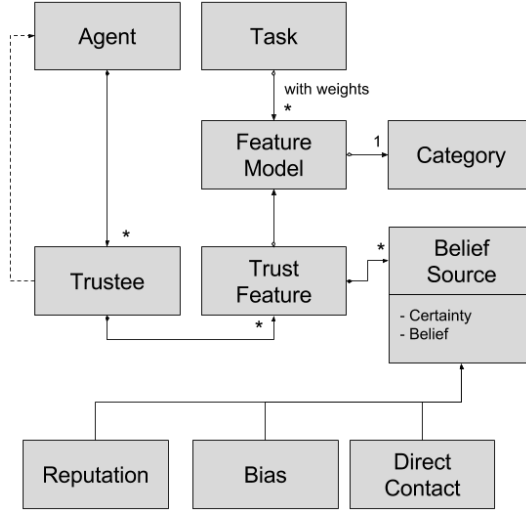 Agent
Task
with weights
*
Feature
Model
1
Category
*
Trustee
Trust
Feature
*
*
Belief
Source
- Certainty
- Belief
Reputation
Bias
Direct
Contact